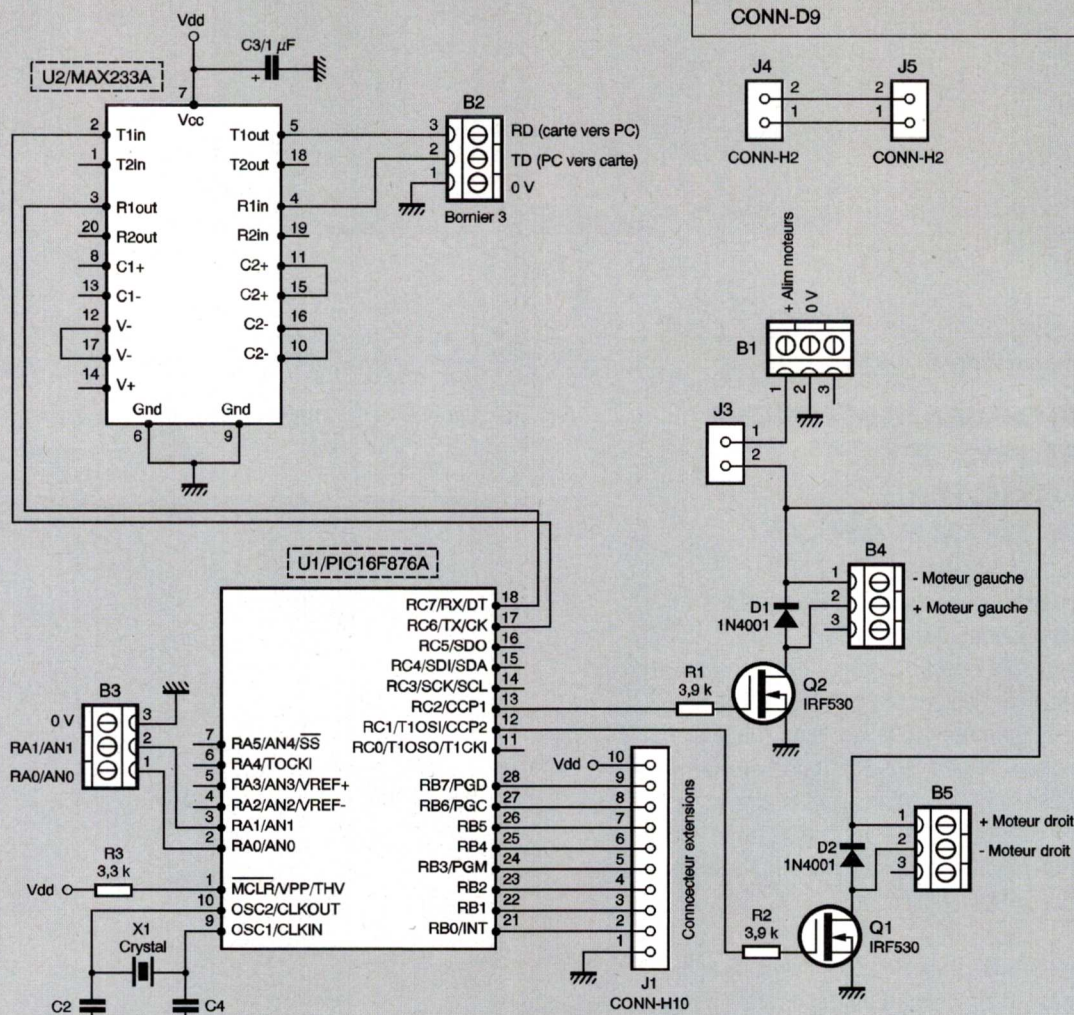 CONN-D9
Vdd
C3/1 µF
+
U2/MAX233A
7
Vcc
2 T1in
T1out 5
1 T2in
T2out 18
3 R1out
R1in 4
20 R2out
R2in 19
8 C1+
C2+ 11
13 C1-
C2+ 15
12 V-
C2- 16
17 V-
C2- 10
14 V+
Gnd Gnd
6 9
B2
3 RD (carte vers PC)
2 TD (PC vers carte)
1 0 V
Bornier 3
J4 J5
2 2
1 1
CONN-H2 CONN-H2
+ Alim moteurs
0 V
B1
1 2 3
J3
1
2
B4
1 - Moteur gauche
2 + Moteur gauche
3
D1
1N4001
R1
3,9 k
Q2
IRF530
B5
1 + Moteur droit
2 - Moteur droit
3
D2
1N4001
R2
3,9 k
Q1
IRF530
U1/PIC16F876A
RC7/RX/DT 18
RC6/TX/CK 17
RC5/SDO 16
RC4/SDI/SDA 15
RC3/SCK/SCL 14
RC2/CCP1 13
RC1/T1OSI/CCP2 12
RC0/T1OSO/T1CKI 11
RB7/PGD 28
RB6/PGC 27
RB5 26
RB4 25
RB3/PGM 24
RB2 23
RB1 22
RB0/INT 21
7 RA5/AN4/SS
6 RA4/TOCKI
5 RA3/AN3/VREF+
4 RA2/AN2/VREF-
3 RA1/AN1
2 RA0/AN0
1 MCLR/VPP/THV
10 OSC2/CLKOUT
9 OSC1/CLKIN
B3
0 V 3
RA1/AN1 2
RA0/AN0 1
R3
3,3 k
Vdd
X1
Crystal
C2 C4
Vdd 10
9
8
7
6
5
4
3
2
1
Connoecteur extensions
J1
CONN-H10